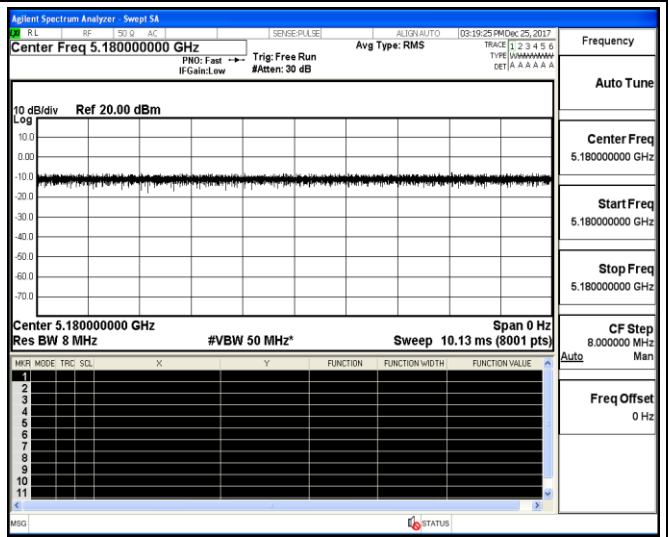 Agilent Spectrum Analyzer - Swept SA
RL RF 50 Ω AC SENSE:PULSE ALIGN AUTO 03:19:25 PM Dec 25, 2017
Center Freq 5.180000000 GHz
PNO: Fast
IFGain:Low
Trig: Free Run
#Atten: 30 dB
Avg Type: RMS
TRACE 1 2 3 4 5 6
TYPE
DET A A A A A A
10 dB/div Ref 20.00 dBm
Log
10.0
0.00
-10.0
-20.0
-30.0
-40.0
-50.0
-60.0
-70.0
Center 5.180000000 GHz Span 0 Hz
Res BW 8 MHz #VBW 50 MHz* Sweep 10.13 ms (8001 pts)
MKR MODE TRC SCL X Y FUNCTION FUNCTION WIDTH FUNCTION VALUE
1
2
3
4
5
6
7
8
9
10
11
MSG STATUS
Frequency
Auto Tune
Center Freq
5.180000000 GHz
Start Freq
5.180000000 GHz
Stop Freq
5.180000000 GHz
CF Step
8.000000 MHz
Auto Man
Freq Offset
0 Hz